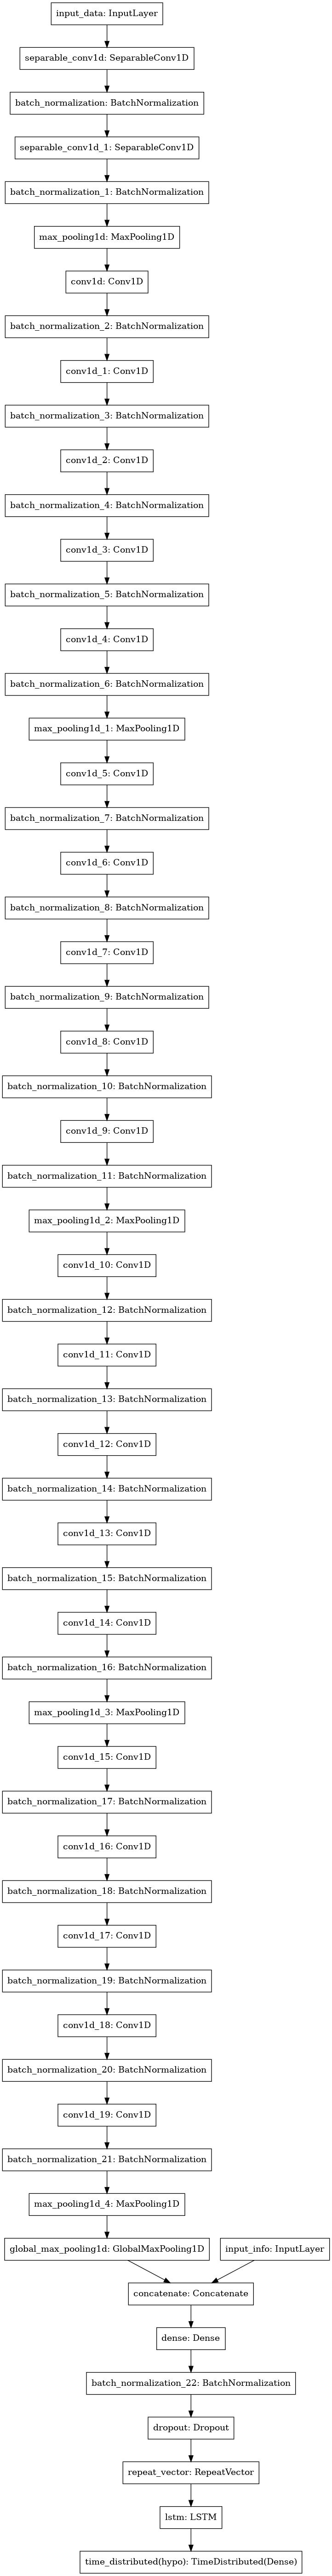 input_data: InputLayer
separable_conv1d: SeparableConv1D
batch_normalization: BatchNormalization
separable_conv1d_1: SeparableConv1D
batch_normalization_1: BatchNormalization
max_pooling1d: MaxPooling1D
conv1d: Conv1D
batch_normalization_2: BatchNormalization
conv1d_1: Conv1D
batch_normalization_3: BatchNormalization
conv1d_2: Conv1D
batch_normalization_4: BatchNormalization
conv1d_3: Conv1D
batch_normalization_5: BatchNormalization
conv1d_4: Conv1D
batch_normalization_6: BatchNormalization
max_pooling1d_1: MaxPooling1D
conv1d_5: Conv1D
batch_normalization_7: BatchNormalization
conv1d_6: Conv1D
batch_normalization_8: BatchNormalization
conv1d_7: Conv1D
batch_normalization_9: BatchNormalization
conv1d_8: Conv1D
batch_normalization_10: BatchNormalization
conv1d_9: Conv1D
batch_normalization_11: BatchNormalization
max_pooling1d_2: MaxPooling1D
conv1d_10: Conv1D
batch_normalization_12: BatchNormalization
conv1d_11: Conv1D
batch_normalization_13: BatchNormalization
conv1d_12: Conv1D
batch_normalization_14: BatchNormalization
conv1d_13: Conv1D
batch_normalization_15: BatchNormalization
conv1d_14: Conv1D
batch_normalization_16: BatchNormalization
max_pooling1d_3: MaxPooling1D
conv1d_15: Conv1D
batch_normalization_17: BatchNormalization
conv1d_16: Conv1D
batch_normalization_18: BatchNormalization
conv1d_17: Conv1D
batch_normalization_19: BatchNormalization
conv1d_18: Conv1D
batch_normalization_20: BatchNormalization
conv1d_19: Conv1D
batch_normalization_21: BatchNormalization
max_pooling1d_4: MaxPooling1D
global_max_pooling1d: GlobalMaxPooling1D
input_info: InputLayer
concatenate: Concatenate
dense: Dense
batch_normalization_22: BatchNormalization
dropout: Dropout
repeat_vector: RepeatVector
lstm: LSTM
time_distributed(hypo): TimeDistributed(Dense)